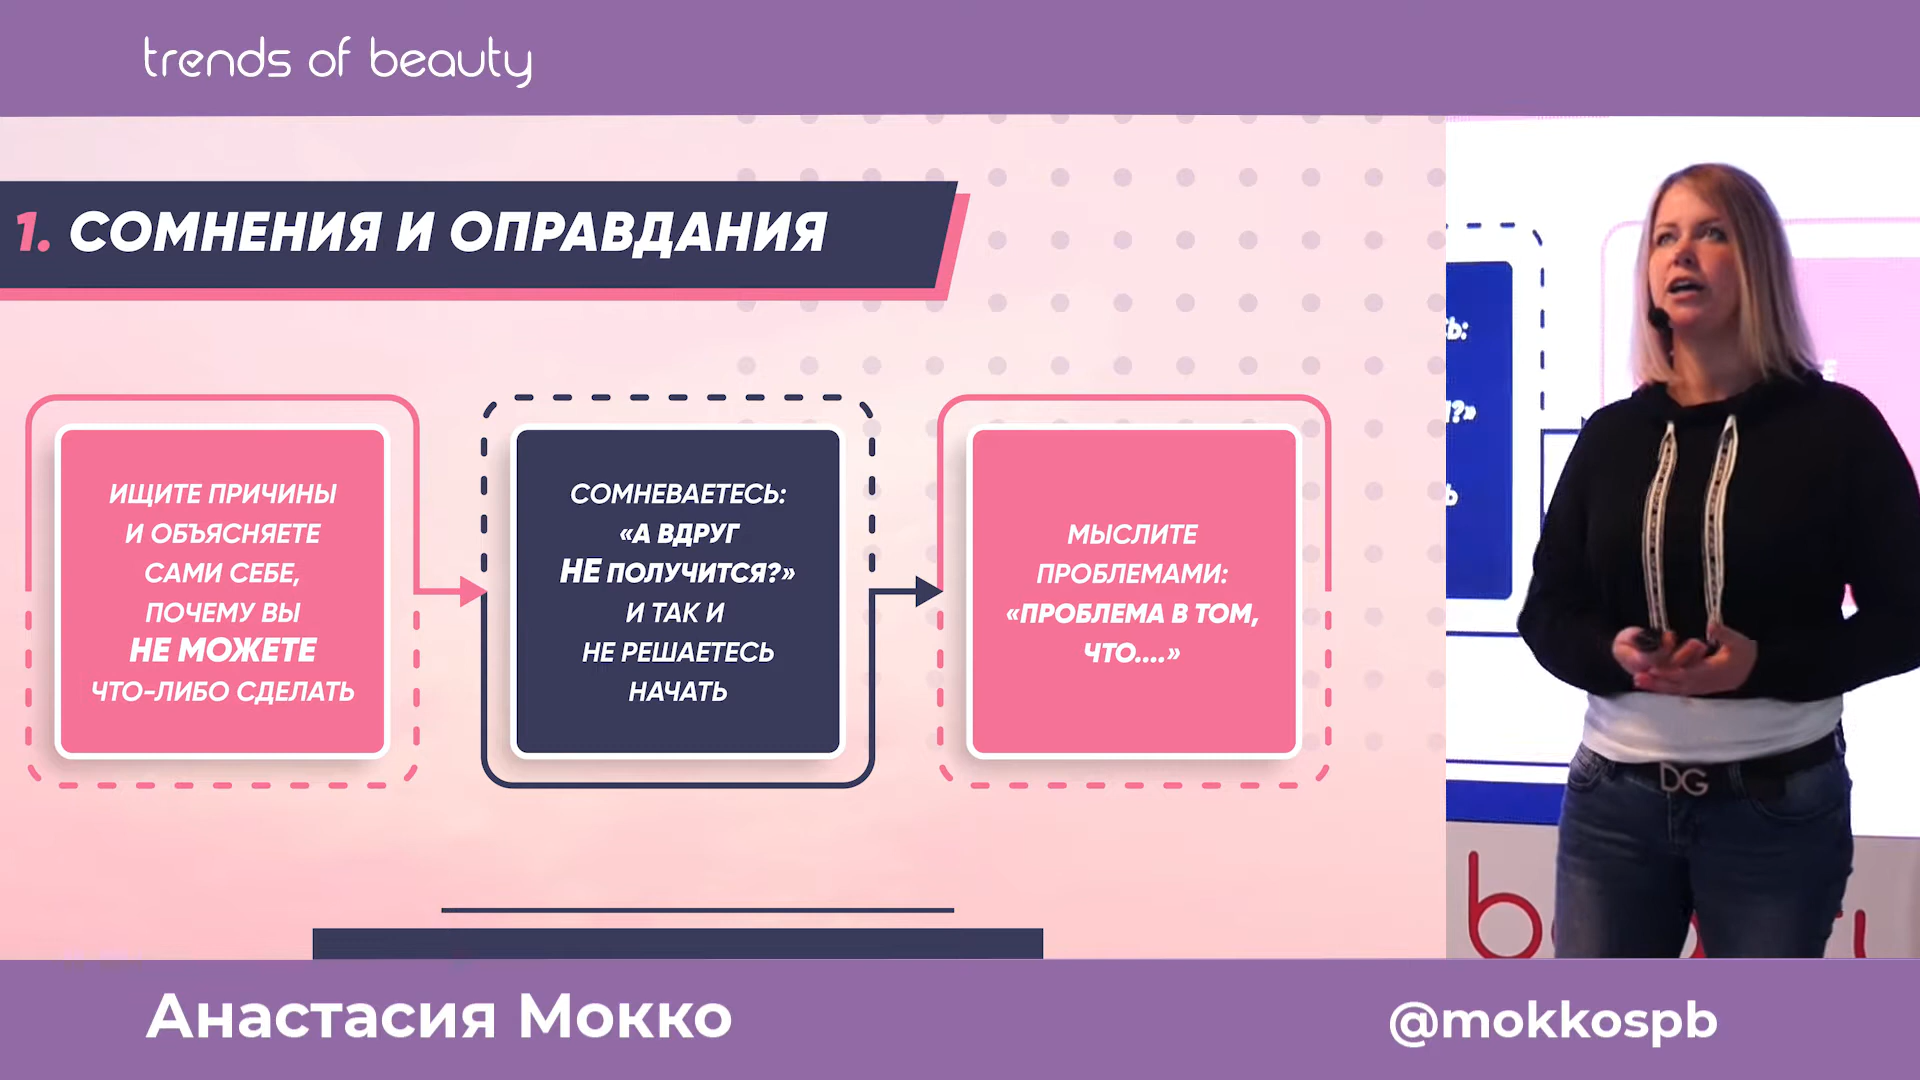 trends of beauty
1. СОМНЕНИЯ И ОПРАВДАНИЯ
ИЩИТЕ ПРИЧИНЫ
И ОБЪЯСНЯЕТЕ
САМИ СЕБЕ,
ПОЧЕМУ ВЫ
НЕ МОЖЕТЕ
ЧТО-ЛИБО СДЕЛАТЬ
СОМНЕВАЕТЕСЬ:
«А ВДРУГ
НЕ ПОЛУЧИТСЯ?»
И ТАК И
НЕ РЕШАЕТЕСЬ
НАЧАТЬ
МЫСЛИТЕ
ПРОБЛЕМАМИ:
«ПРОБЛЕМА В ТОМ,
ЧТО....»
DG
Анастасия Мокко
@mokkospb